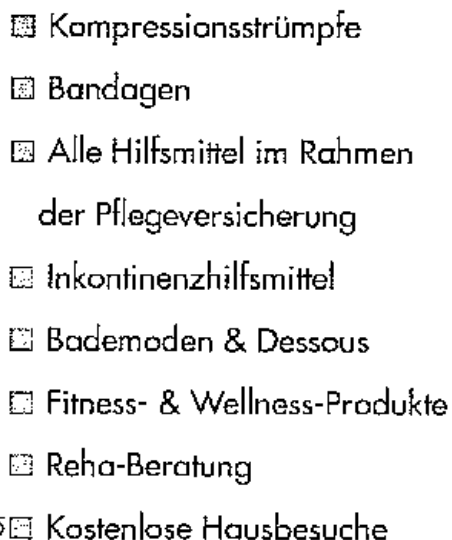 Kompressionsstrümpfe
Bandagen
Alle Hilfsmittel im Rahmen
der Pflegeversicherung
Inkontinenzhilfsmittel
Bademoden & Dessous
Fitness- & Wellness-Produkte
Reha-Beratung
Kostenlose Hausbesuche